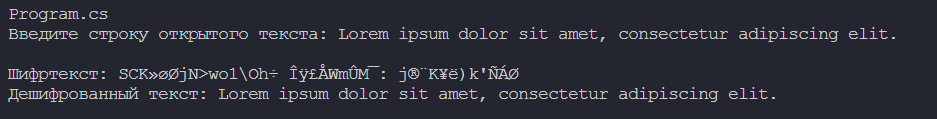 Program.cs
Введите строку открытого текста: Lorem ipsum dolor sit amet, consectetur adipiscing elit.
Шифртекст: SCK»øØjN>wo1\Oh÷ Îÿ£ÅWmÛM¯: j®¨K¥ë)k'ÑÁØ
Дешифрованный текст: Lorem ipsum dolor sit amet, consectetur adipiscing elit.